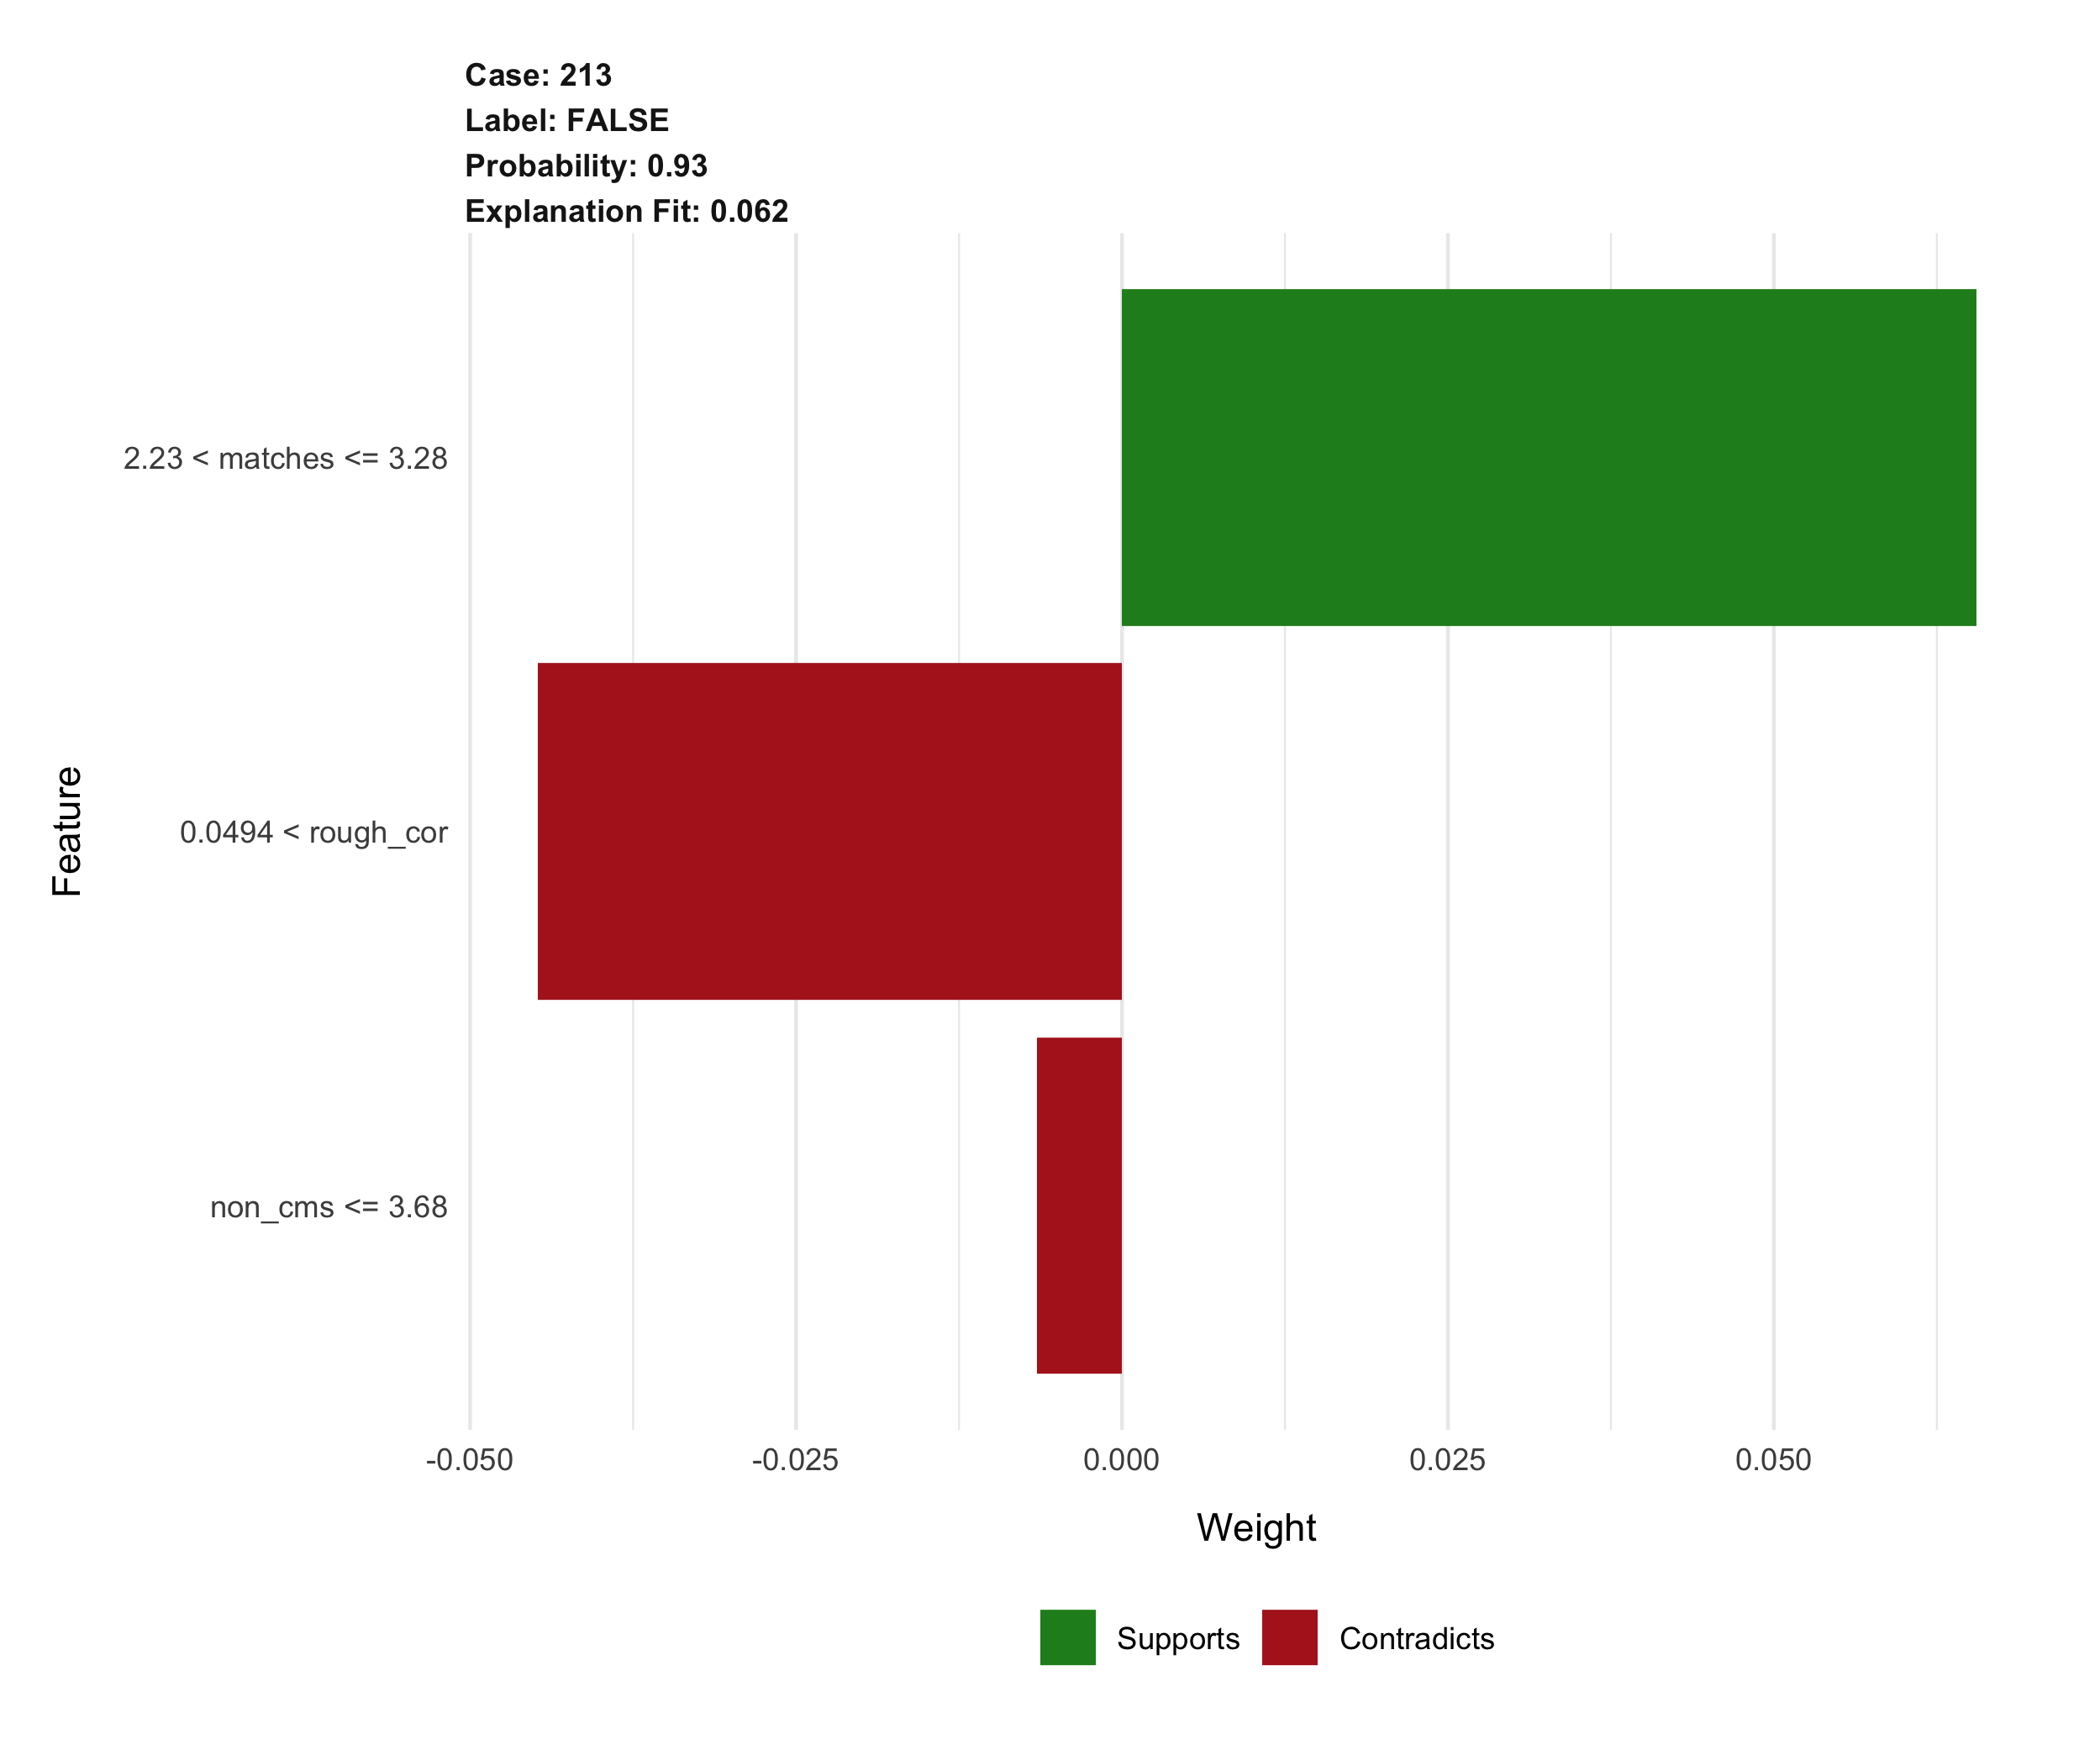 Case: 213
Label: FALSE
Probability: 0.93
Explanation Fit: 0.062
2.23 < matches <= 3.28
0.0494 < rough_cor
non_cms <= 3.68
Feature
-0.050
-0.025
0.000
0.025
0.050
Weight
Supports
Contradicts